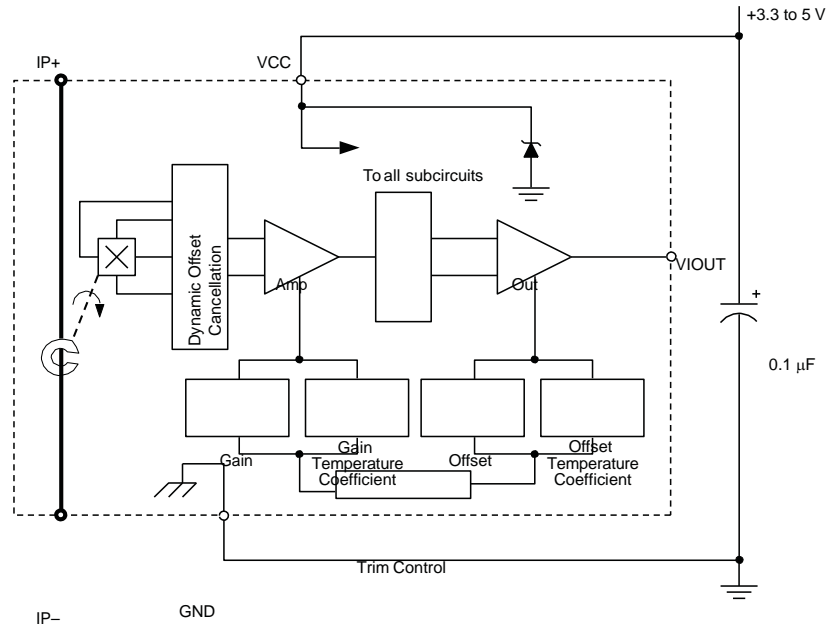 +3.3 to 5 V
IP+
VCC
To all subcircuits
Dynamic Offset
Cancellation
Amp
Out
VIOUT
+
0.1 μF
Gain
Gain
Temperature
Coefficient
Offset
Offset
Temperature
Coefficient
Trim Control
GND
IP–